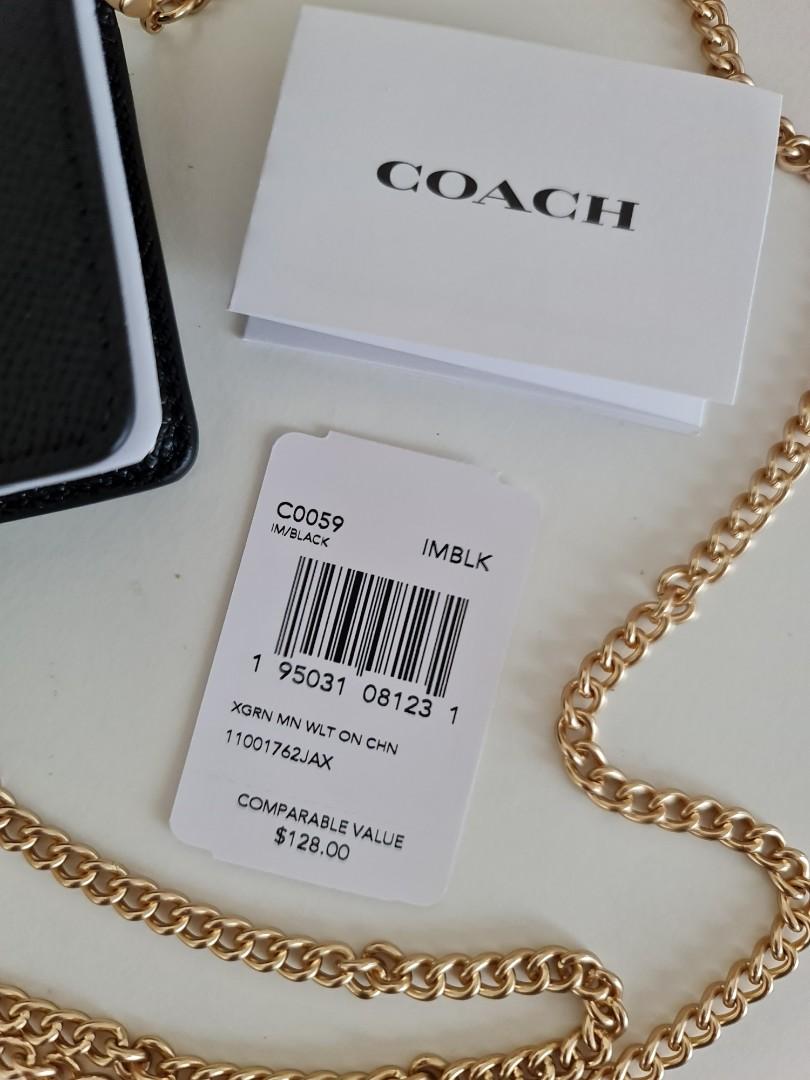 COACH
C0059
IM/BLACK
IMBLK
1 95031 08123 1
XGRN MN WLT ON CHN
11001762JAX
COMPARABLE VALUE
$128.00